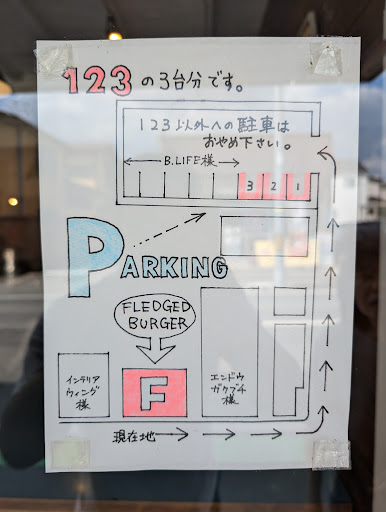 123の3台分です。
123以外への駐車は
おやめ下さい。
B.LIFE様
3 2 1
PARKING
FLEDGED
BURGER
インテリア
ウィング
様
F
エンドウ
ガクブチ
様
現在地